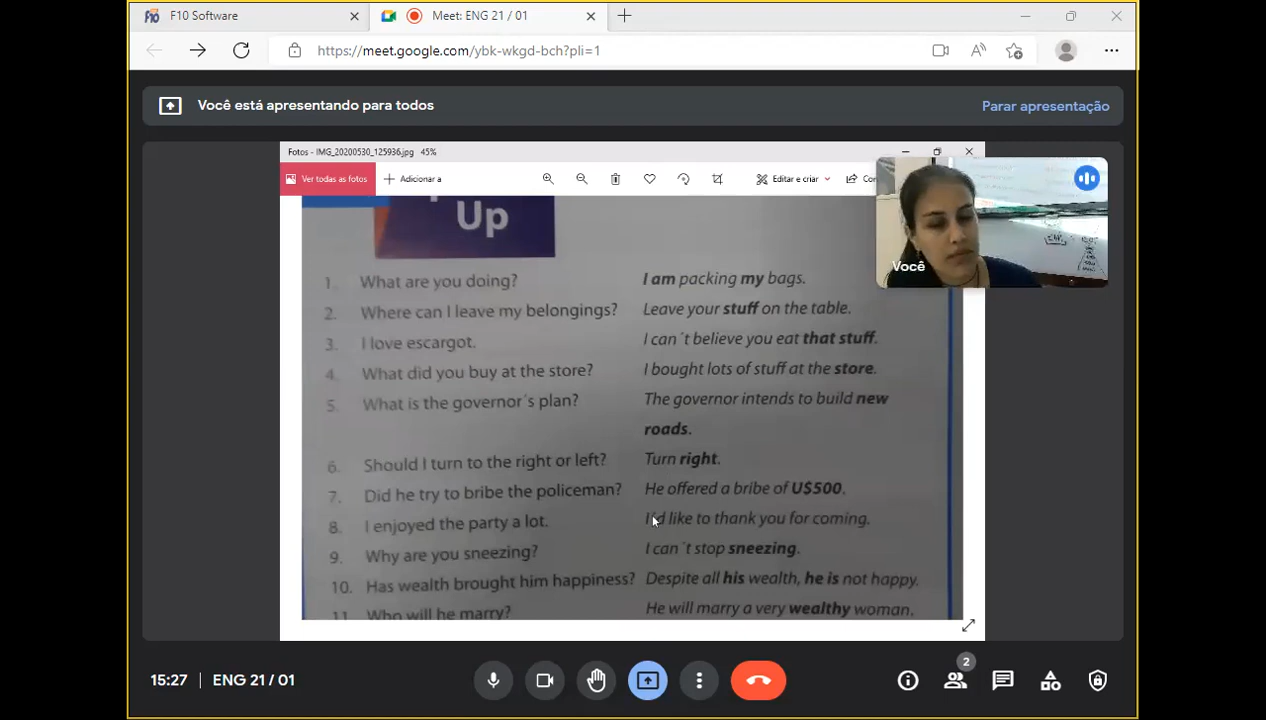 F10 Software
Meet: ENG 21 / 01
https://meet.google.com/ybk-wkgd-bch?pli=1
Você está apresentando para todos
Parar apresentação
Fotos - IMG_20200530_125936.jpg 45%
Ver todas as fotos
Adicionar a
Editar e criar
Você
Up
1. What are you doing? I am packing my bags.
2. Where can I leave my belongings? Leave your stuff on the table.
3. I love escargot. I can´t believe you eat that stuff.
4. What did you buy at the store? I bought lots of stuff at the store.
5. What is the governor´s plan? The governor intends to build new
roads.
6. Should I turn to the right or left? Turn right.
7. Did he try to bribe the policeman? He offered a bribe of U$500.
8. I enjoyed the party a lot. I´d like to thank you for coming.
9. Why are you sneezing? I can´t stop sneezing.
10. Has wealth brought him happiness? Despite all his wealth, he is not happy.
11. Who will he marry? He will marry a very wealthy woman.
2
15:27 ENG 21 / 01